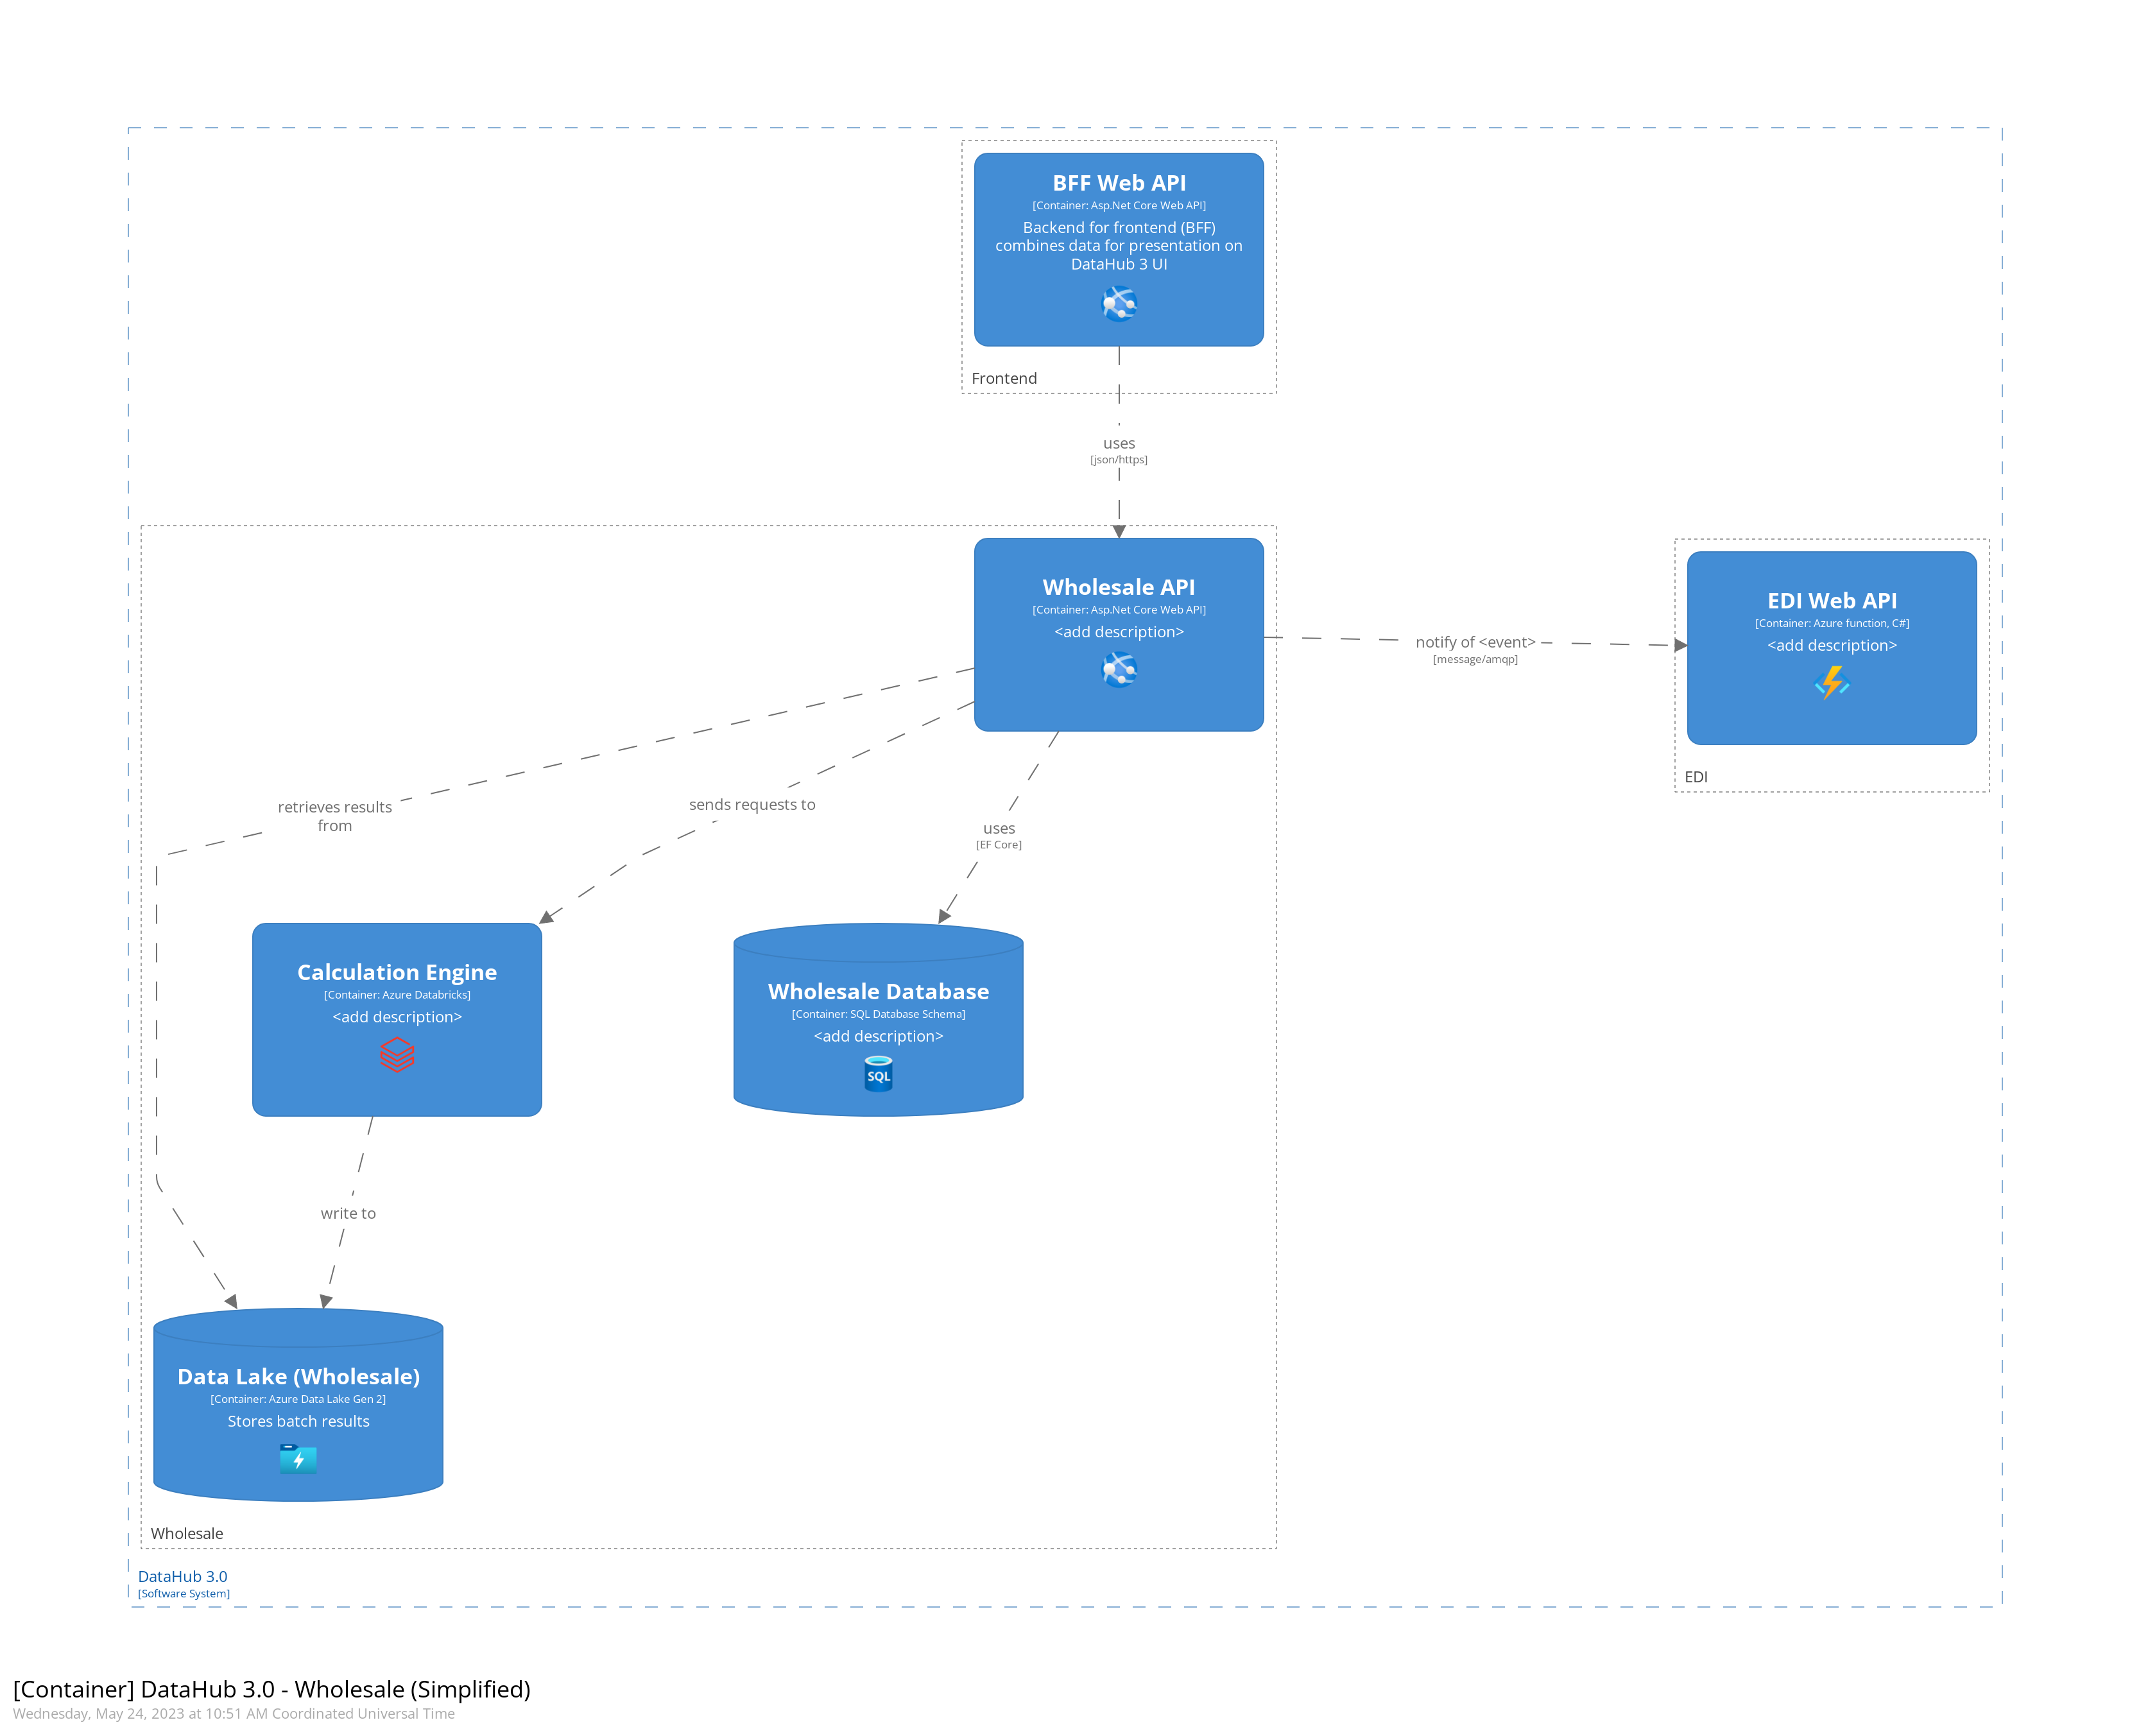 BFF Web API
[Container: Asp.Net Core Web API]
Backend for frontend (BFF)
combines data for presentation on
DataHub 3 UI
Frontend
uses
[json/https]
Wholesale API
[Container: Asp.Net Core Web API]
<add description>
notify of <event>
[message/amqp]
EDI Web API
[Container: Azure function, C#]
<add description>
EDI
retrieves results
from
sends requests to
uses
[EF Core]
Calculation Engine
[Container: Azure Databricks]
<add description>
Wholesale Database
[Container: SQL Database Schema]
<add description>
SQL
write to
Data Lake (Wholesale)
[Container: Azure Data Lake Gen 2]
Stores batch results
Wholesale
DataHub 3.0
[Software System]
[Container] DataHub 3.0 - Wholesale (Simplified)
Wednesday, May 24, 2023 at 10:51 AM Coordinated Universal Time